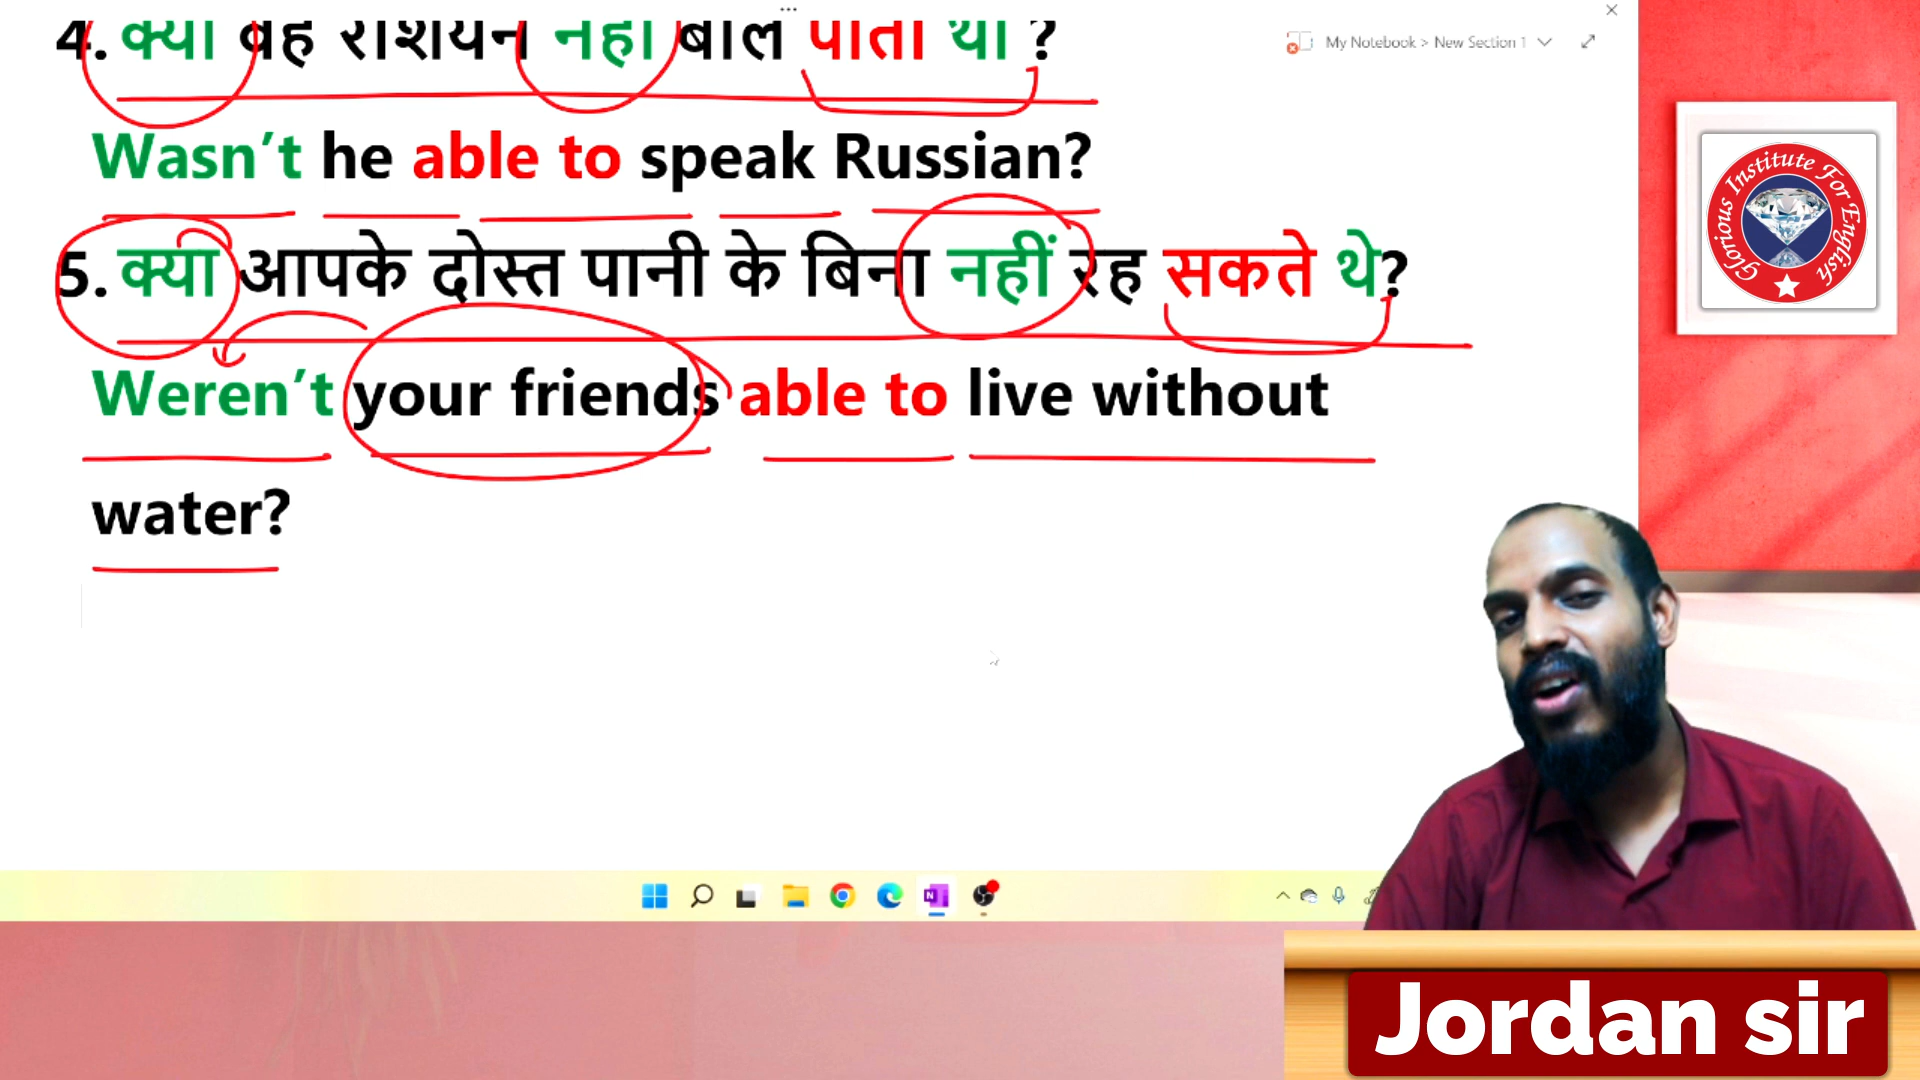 4. क्या वह रशियन नहीं बोल पाता था ?
My Notebook > New Section 1
Wasn't he able to speak Russian?
5. क्या आपके दोस्त पानी के बिना नहीं रह सकते थे?
Weren't your friends able to live without
water?
Glorious Institute For English
Jordan sir